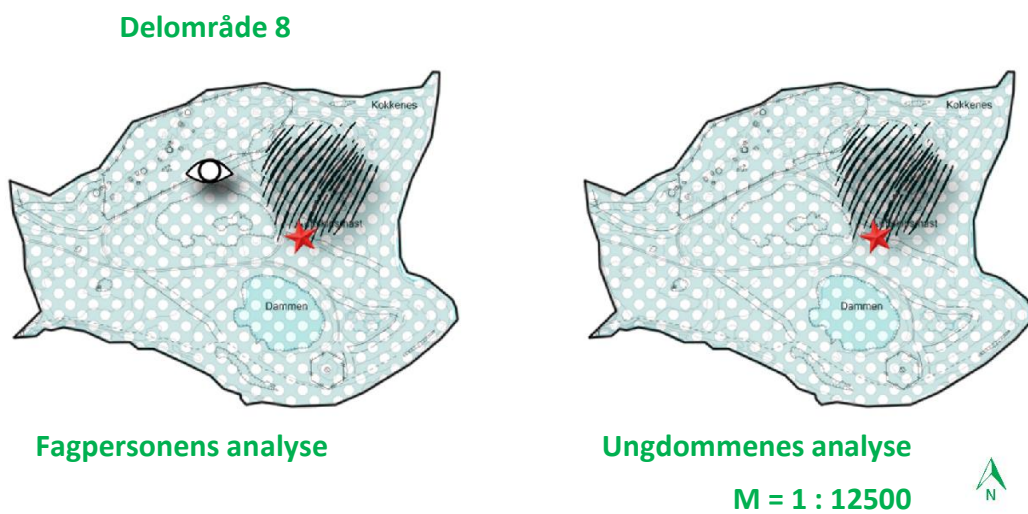 Delområde 8
Kokkenes
Dammen
Kokkenes
Dammen
Fagpersonens analyse
Ungdommenes analyse
M = 1 : 12500
N